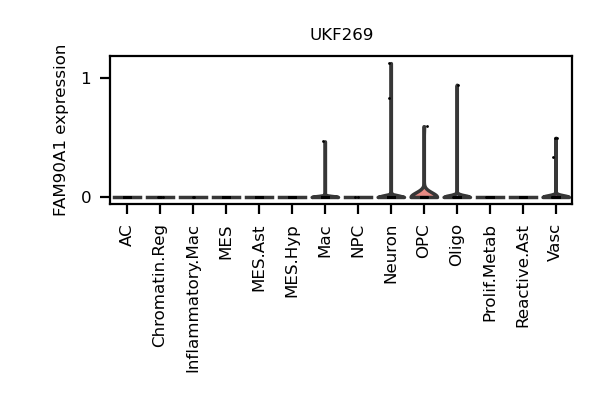 UKF269
FAM90A1 expression
1
0
AC
Chromatin.Reg
Inflammatory.Mac
MES
MES.Ast
MES.Hyp
Mac
NPC
Neuron
OPC
Oligo
Prolif.Metab
Reactive.Ast
Vasc